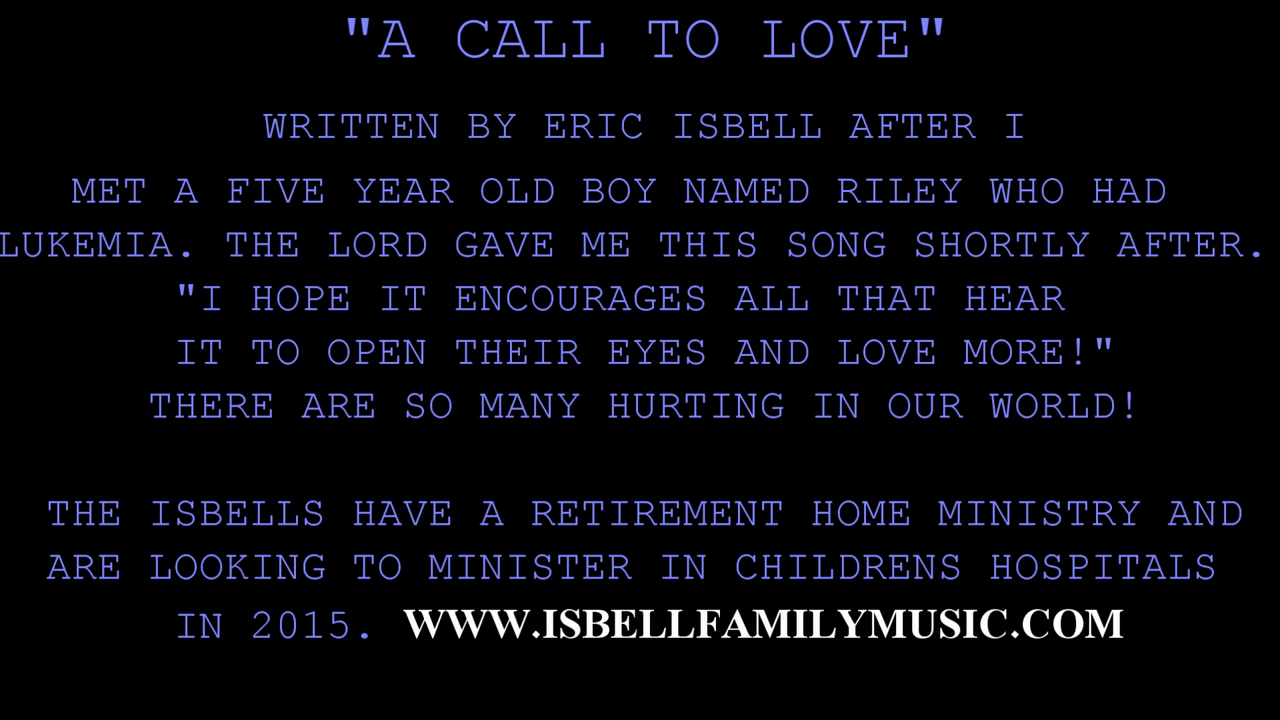 "A CALL TO LOVE"
WRITTEN BY ERIC ISBELL AFTER I
MET A FIVE YEAR OLD BOY NAMED RILEY WHO HAD
LUKEMIA. THE LORD GAVE ME THIS SONG SHORTLY AFTER.
"I HOPE IT ENCOURAGES ALL THAT HEAR
IT TO OPEN THEIR EYES AND LOVE MORE!"
THERE ARE SO MANY HURTING IN OUR WORLD!
THE ISBELLS HAVE A RETIREMENT HOME MINISTRY AND
ARE LOOKING TO MINISTER IN CHILDRENS HOSPITALS
IN 2015. WWW.ISBELLFAMILYMUSIC.COM